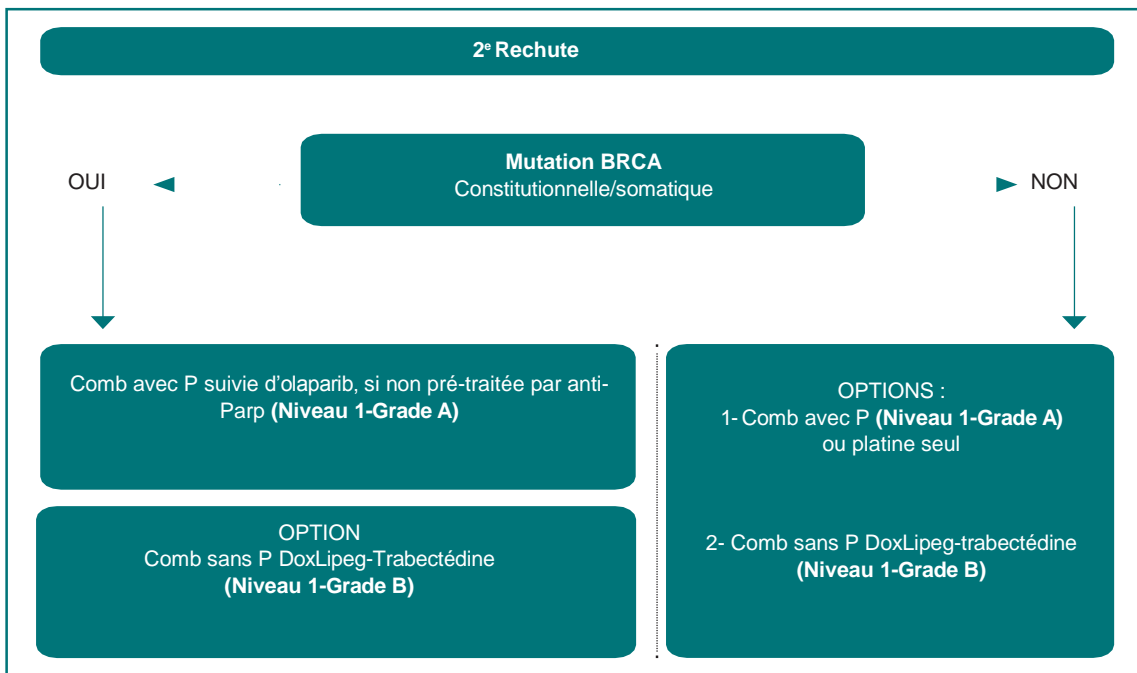 2e Rechute
Mutation BRCA
Constitutionnelle/somatique
OUI
NON
Comb avec P suivie d'olaparib, si non pré-traitée par anti-
Parp (Niveau 1-Grade A)
OPTION
Comb sans P DoxLipeg-Trabectédine
(Niveau 1-Grade B)
OPTIONS :
1- Comb avec P (Niveau 1-Grade A)
ou platine seul
2- Comb sans P DoxLipeg-trabectédine
(Niveau 1-Grade B)